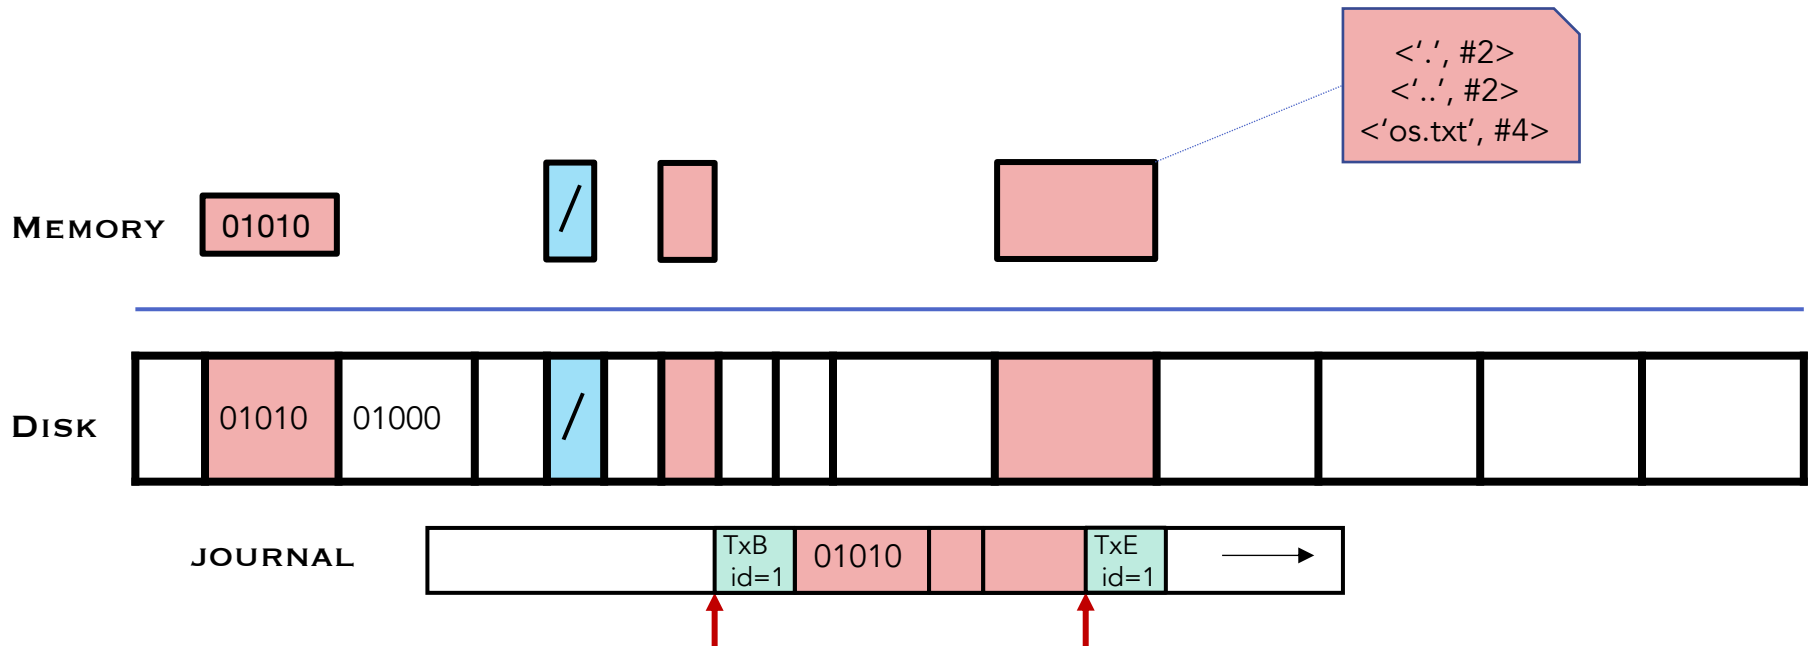 <‘.’, #2>
<‘..’, #2>
<‘os.txt’, #4>
MEMORY
01010
/
DISK
01010
01000
/
JOURNAL
TxB
id=1
01010
TxE
id=1